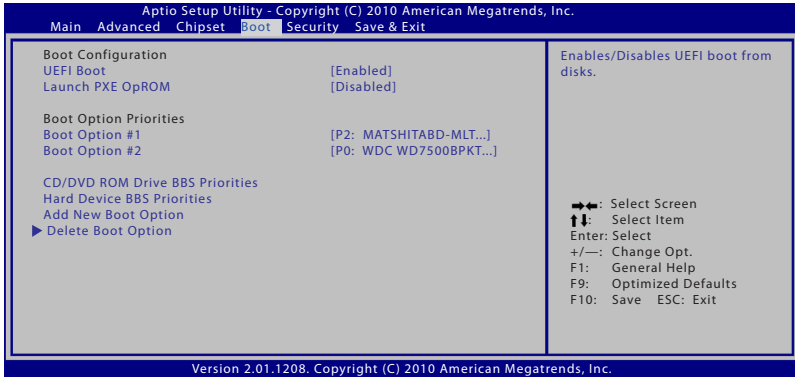 Aptio Setup Utility - Copyright (C) 2010 American Megatrends, Inc.
Main Advanced Chipset Boot Security Save & Exit
Boot Configuration
UEFI Boot [Enabled]
Launch PXE OpROM [Disabled]
Boot Option Priorities
Boot Option #1 [P2: MATSHITABD-MLT...]
Boot Option #2 [P0: WDC WD7500BPKT...]
CD/DVD ROM Drive BBS Priorities
Hard Device BBS Priorities
Add New Boot Option
Delete Boot Option
Enables/Disables UEFI boot from
disks.
: Select Screen
: Select Item
Enter: Select
+/—: Change Opt.
F1: General Help
F9: Optimized Defaults
F10: Save ESC: Exit
Version 2.01.1208. Copyright (C) 2010 American Megatrends, Inc.